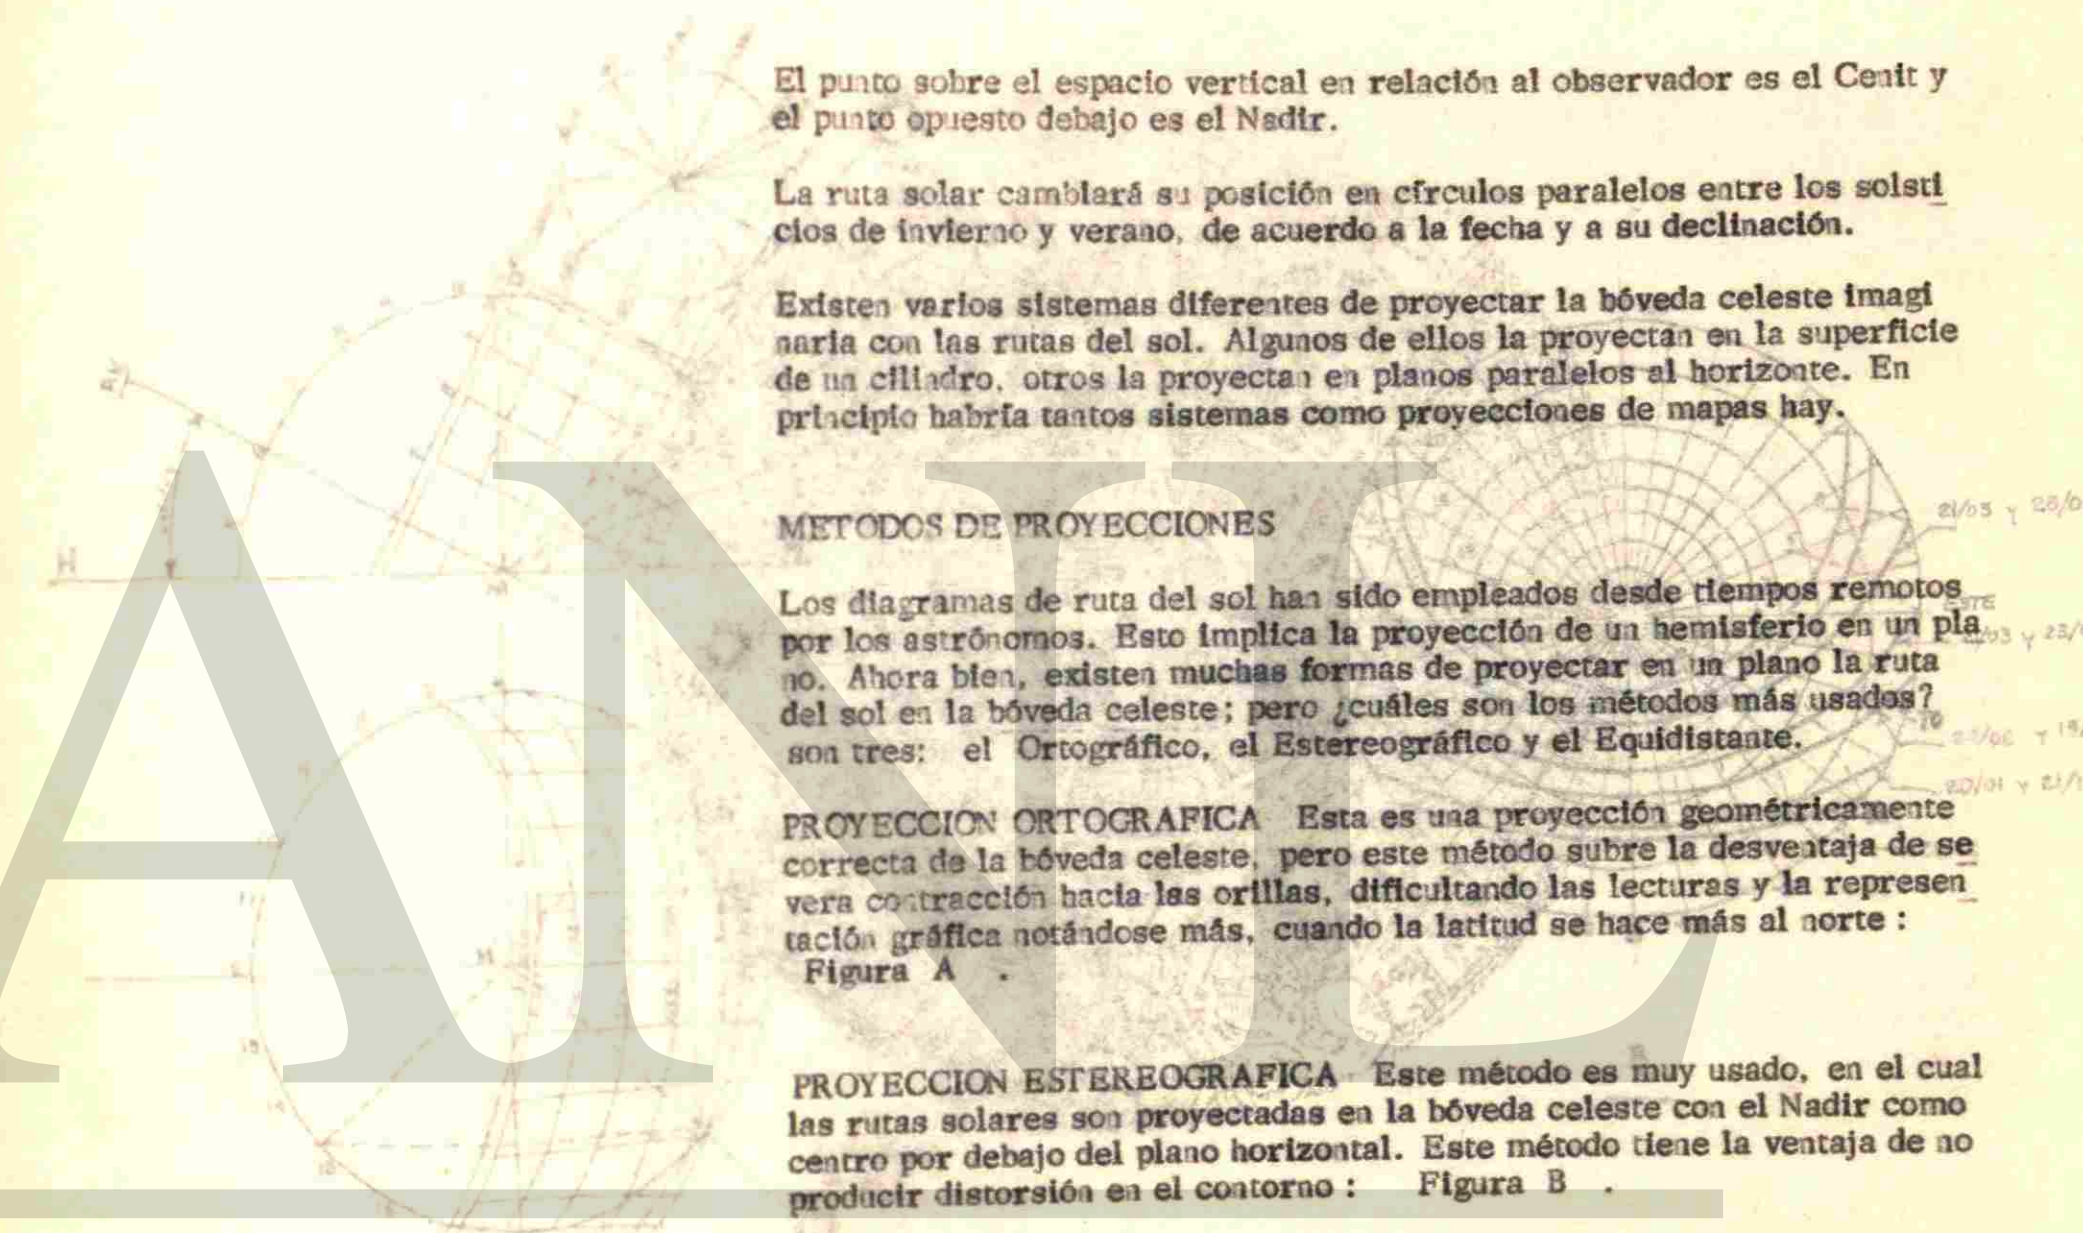 El punto sobre el espacio vertical en relación al observador es el Cenit y
el punto opuesto debajo es el Nadir.
La ruta solar cambiará su posición en círculos paralelos entre los solsti
cios de invierno y verano, de acuerdo a la fecha y a su declinación.
Existen varios sistemas diferentes de proyectar la bóveda celeste imagi
naria con las rutas del sol. Algunos de ellos la proyectan en la superficie
de un cilindro, otros la proyectan en planos paralelos al horizonte. En
principio habría tantos sistemas como proyecciones de mapas hay.
METODOS DE PROYECCIONES
Los diagramas de ruta del sol han sido empleados desde tiempos remotos
por los astrónomos. Esto implica la proyección de un hemisferio en un pla
no. Ahora bien, existen muchas formas de proyectar en un plano la ruta
del sol en la bóveda celeste; pero ¿cuáles son los métodos más usados?
son tres: el Ortográfico, el Estereográfico y el Equidistante.
PROYECCION ORTOGRAFICA Esta es una proyección geométricamente
correcta de la bóveda celeste, pero este método subre la desventaja de se
vera contracción hacia las orillas, dificultando las lecturas y la represen
tación gráfica notándose más, cuando la latitud se hace más al norte :
Figura A .
PROYECCION ESTEREOGRAFICA Este método es muy usado, en el cual
las rutas solares son proyectadas en la bóveda celeste con el Nadir como
centro por debajo del plano horizontal. Este método tiene la ventaja de no
producir distorsión en el contorno : Figura B .
21/03 y
20/01 y
H
M
ANL